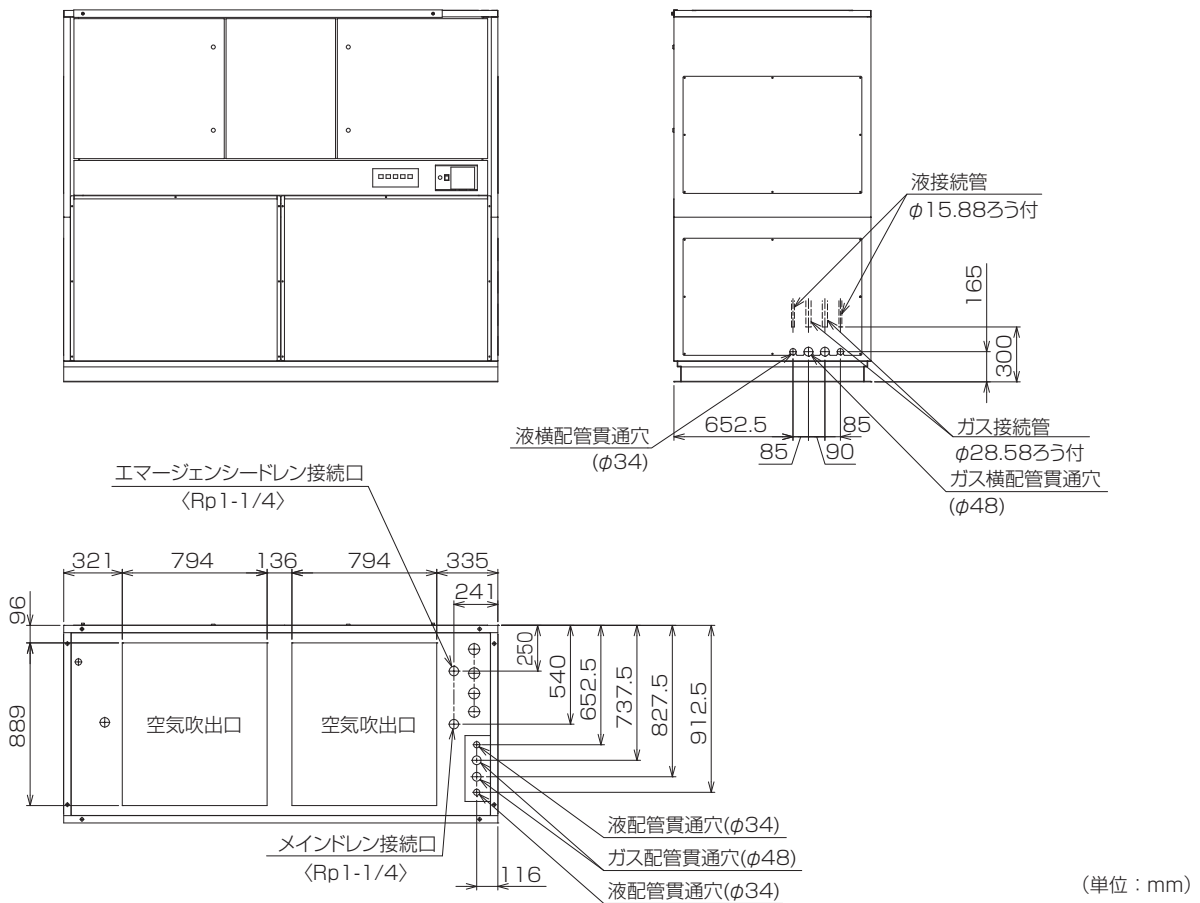 液接続管
φ15.88ろう付
165
300
652.5
85
85
90
液横配管貫通穴
(φ34)
ガス接続管
φ28.58ろう付
ガス横配管貫通穴
(φ48)
エマージェンシードレン接続口
〈Rp1-1/4〉
321
794
136
794
335
241
96
889
250
540
652.5
737.5
827.5
912.5
空気吹出口
空気吹出口
メインドレン接続口
〈Rp1-1/4〉
116
液配管貫通穴(φ34)
ガス配管貫通穴(φ48)
液配管貫通穴(φ34)
(単位：mm)